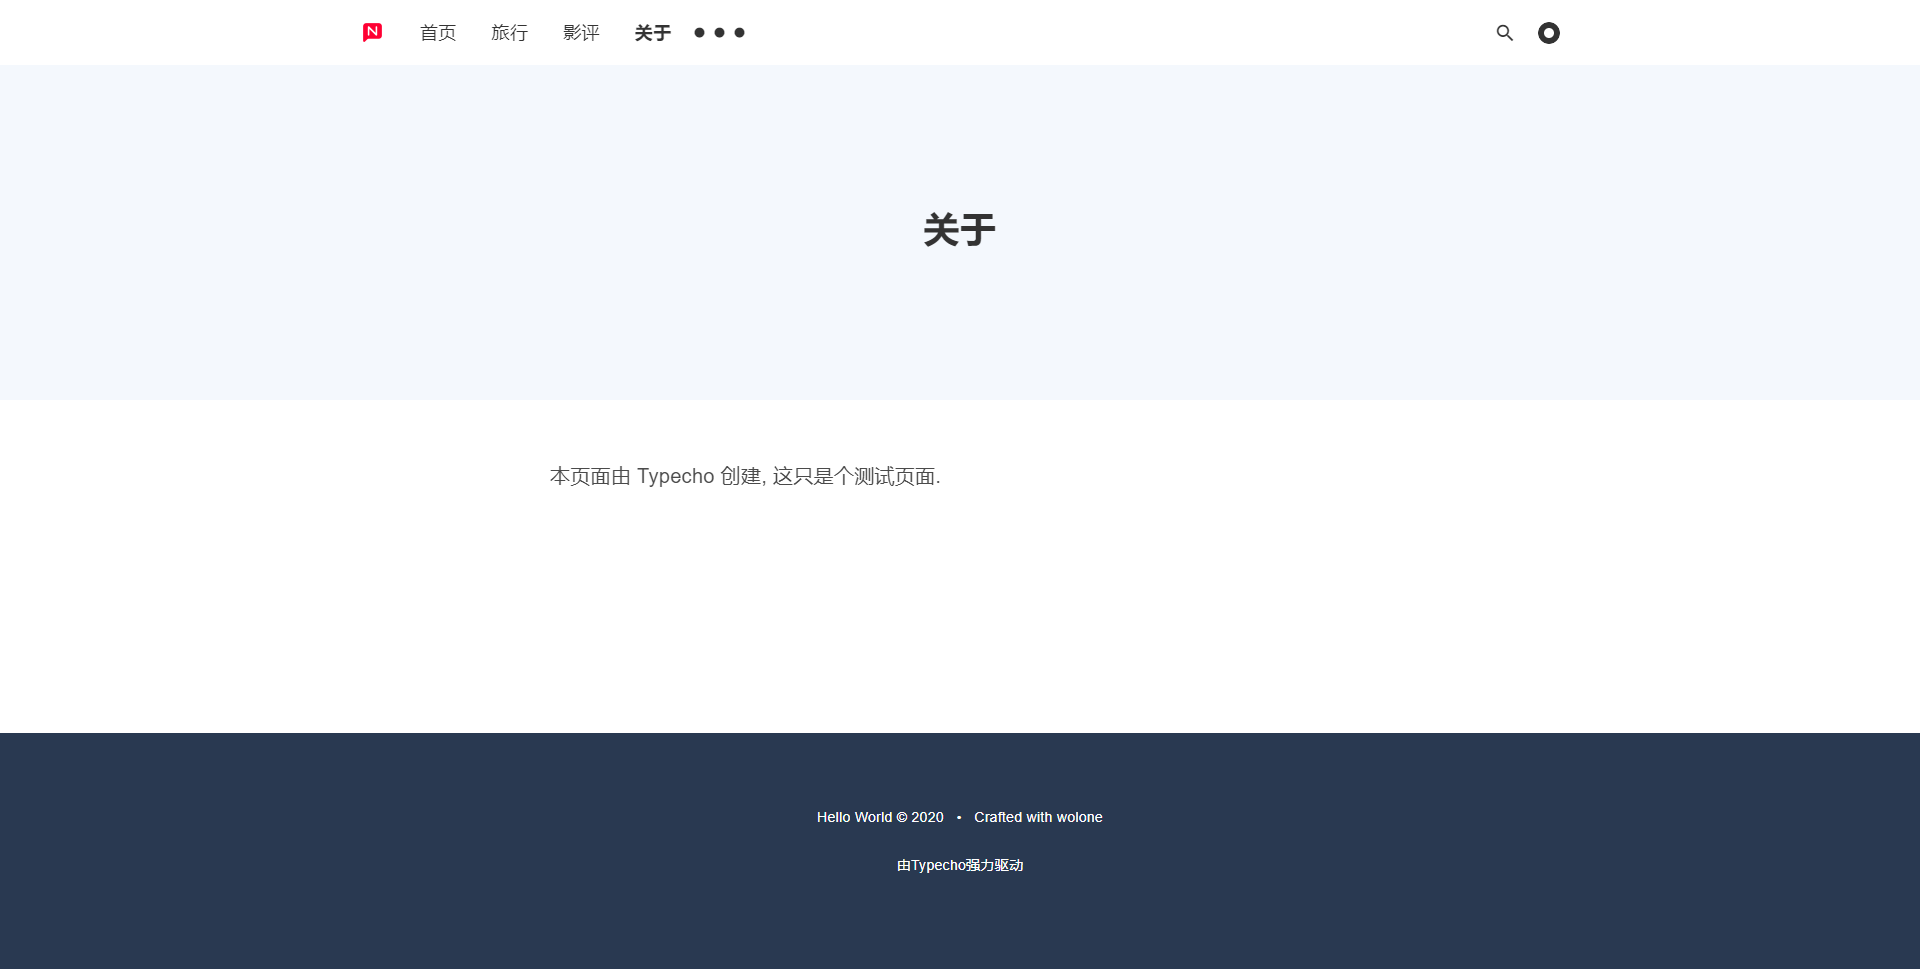 N 首页 旅行 影评 关于
关于
本页面由 Typecho 创建, 这只是个测试页面.
Hello World © 2020 • Crafted with wolone
由Typecho强力驱动